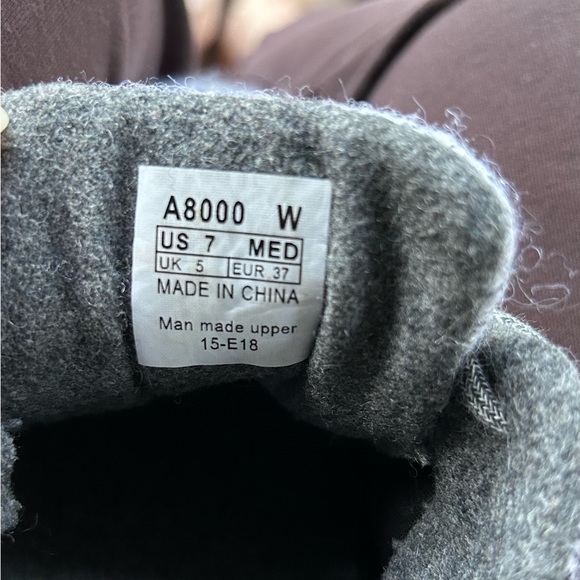 A8000 W
US 7 MED
UK 5 EUR 37
MADE IN CHINA
Man made upper
15-E18